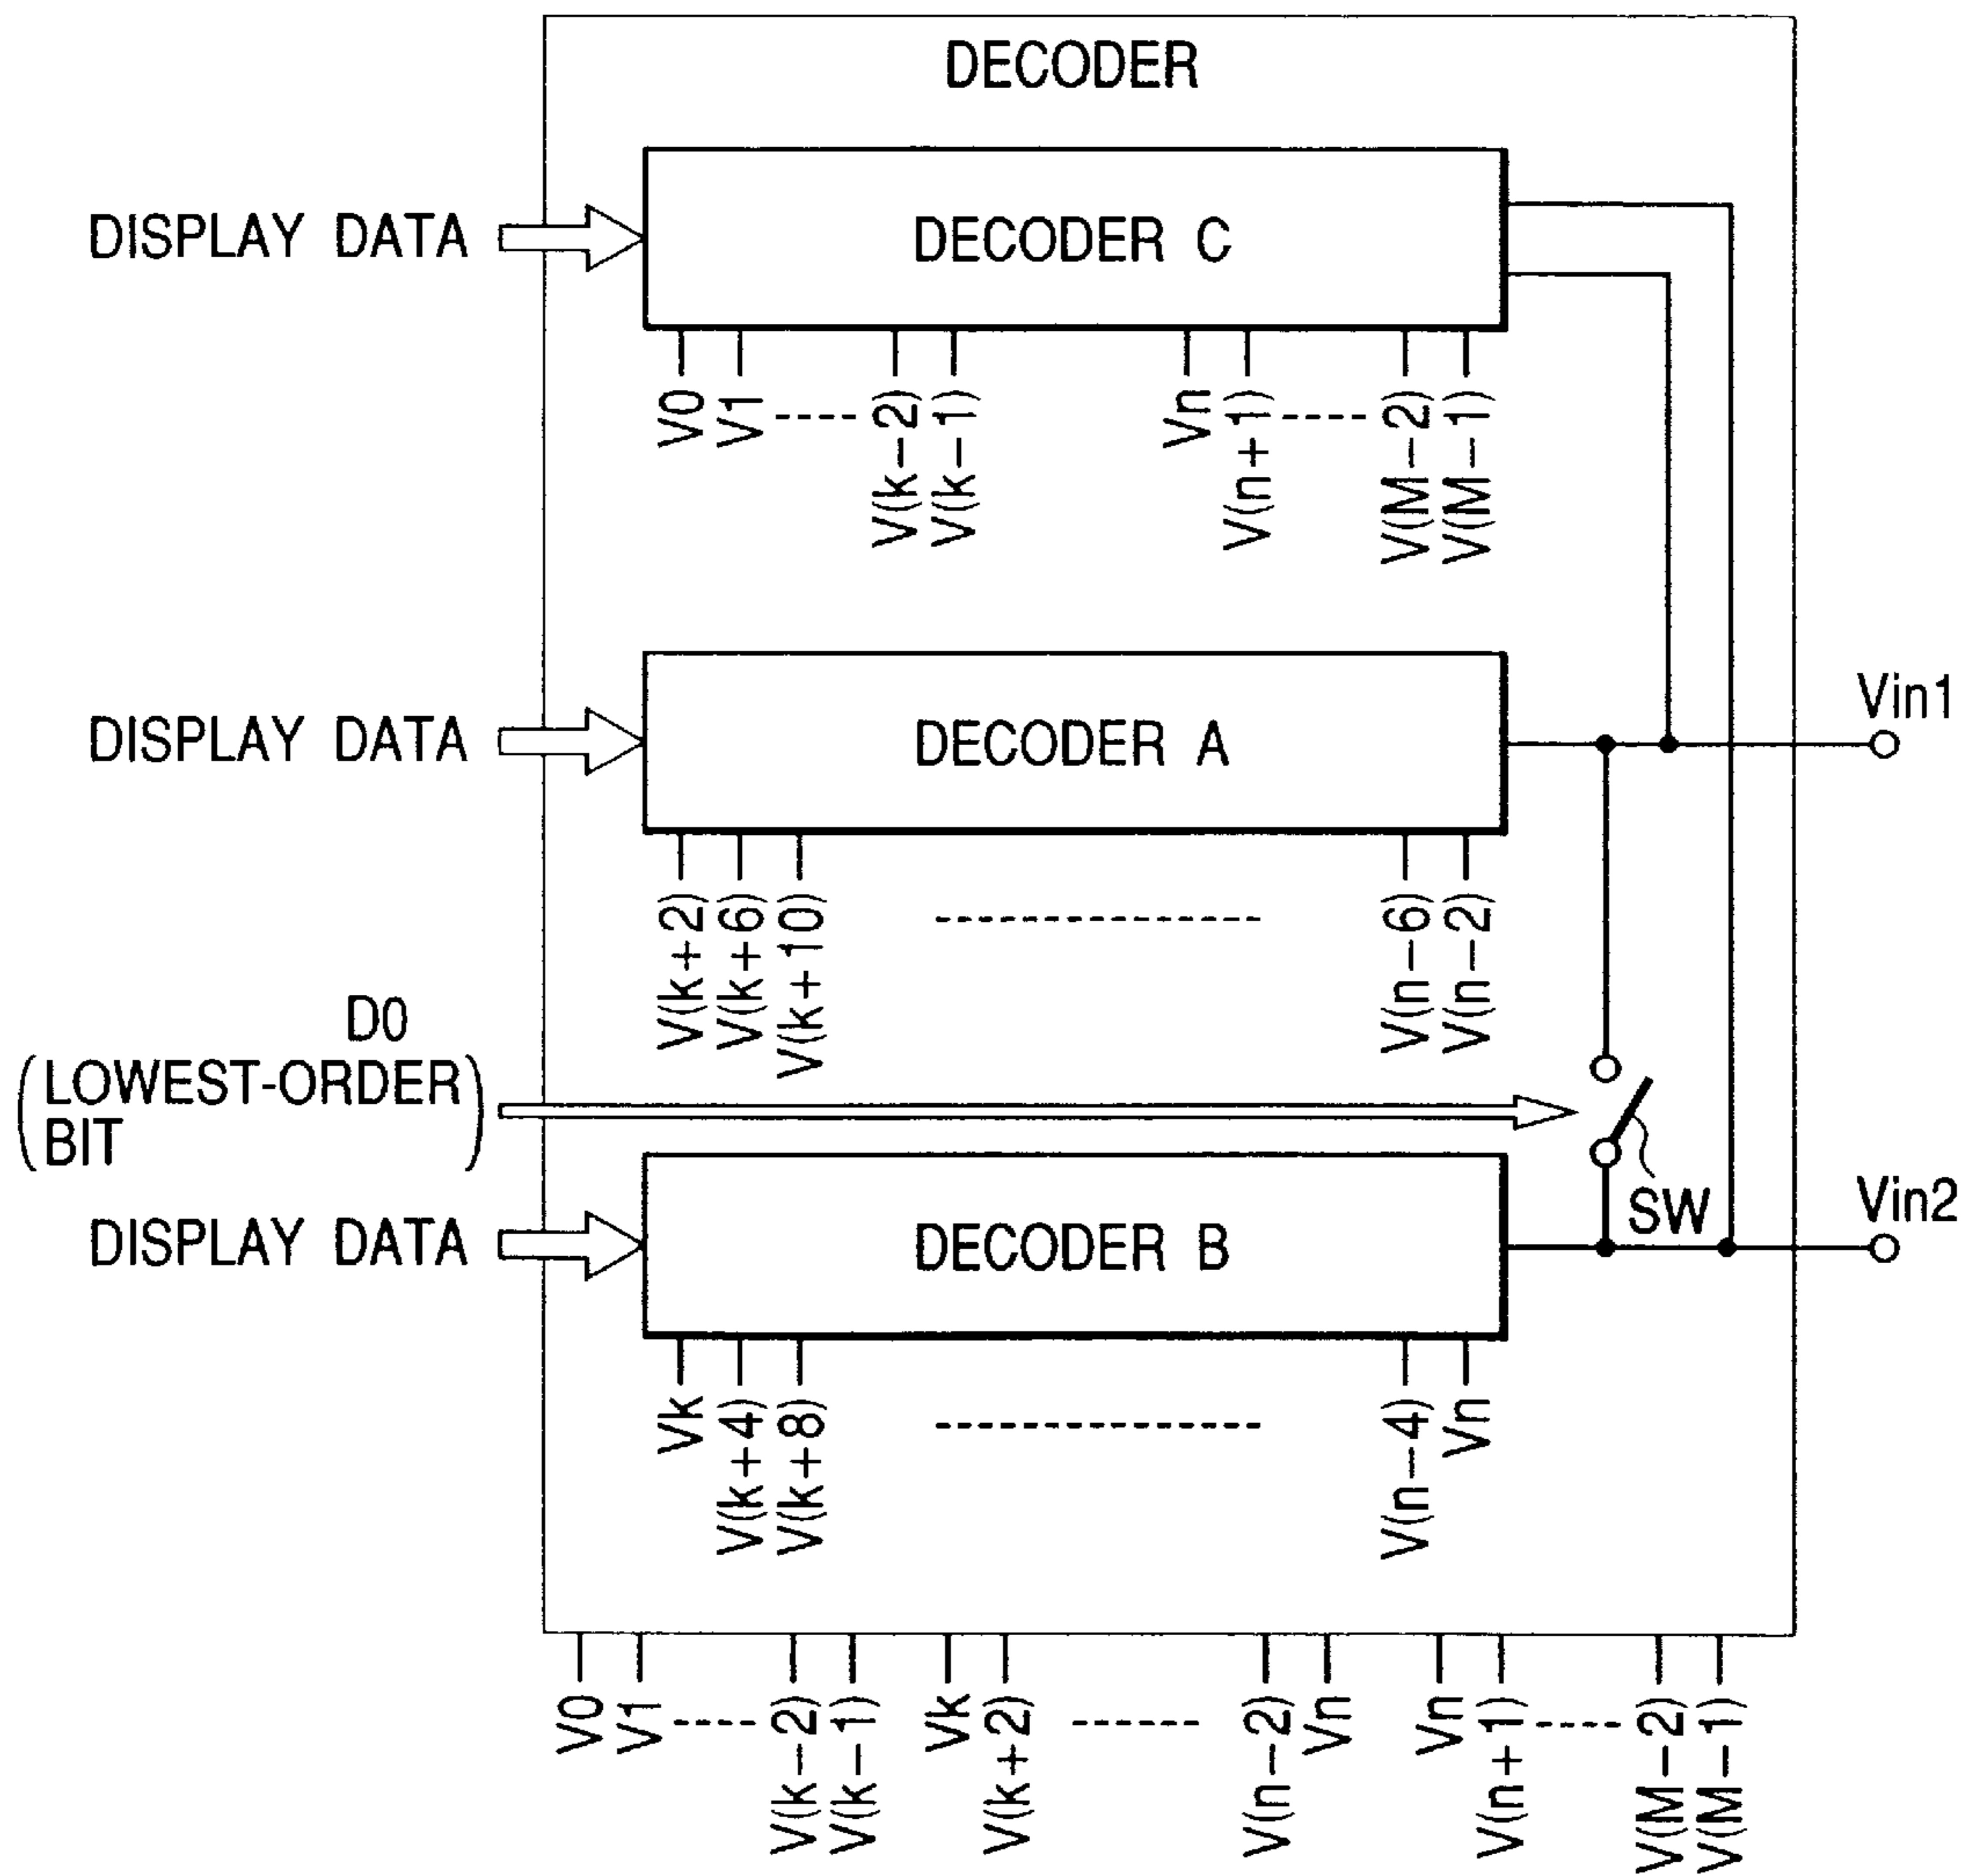 DECODER
DISPLAY DATA
DECODER C
V0
V1
-----
V(k-2)
V(k-1)
Vn
V(n+1)
-----
V(M-2)
V(M-1)
DISPLAY DATA
DECODER A
Vin1
V(k+2)
V(k+6)
V(k+10)
V(n-6)
V(n-2)
D0
(LOWEST-ORDER
BIT)
SW
DISPLAY DATA
DECODER B
Vin2
Vk
V(k+4)
V(k+8)
V(n-4)
Vn
V0
V1
-----
V(k-2)
V(k-1)
Vk
V(k+2)
V(n-2)
Vn
Vn
V(n+1)
-----
V(M-2)
V(M-1)